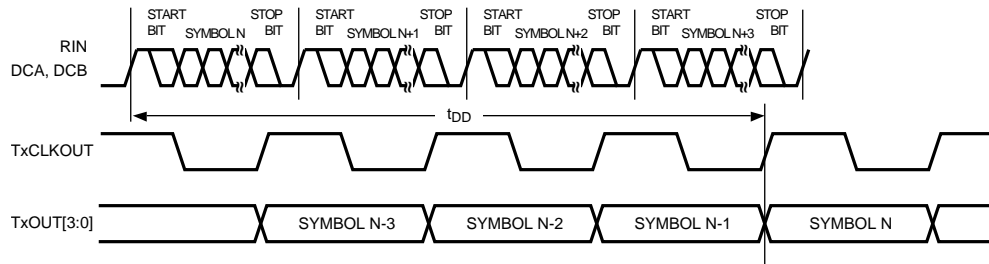 START STOP START STOP START STOP START STOP
BIT SYMBOL N BIT BIT SYMBOL N+1 BIT BIT SYMBOL N+2 BIT BIT SYMBOL N+3 BIT
RIN
DCA, DCB
tDD
TxCLKOUT
TxOUT[3:0] SYMBOL N-3 SYMBOL N-2 SYMBOL N-1 SYMBOL N